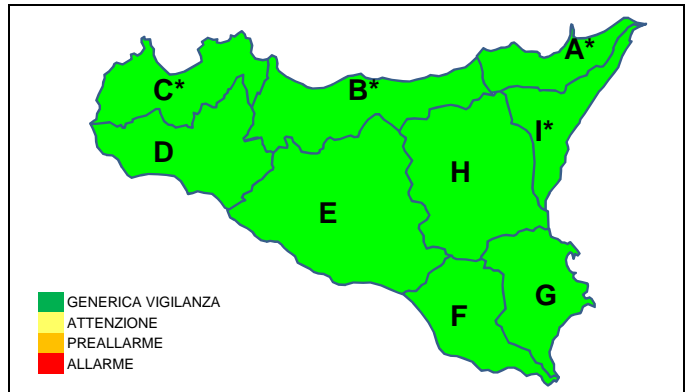 A*
C*
B*
I*
D
H
E
G
F
GENERICA VIGILANZA
ATTENZIONE
PREALLARME
ALLARME